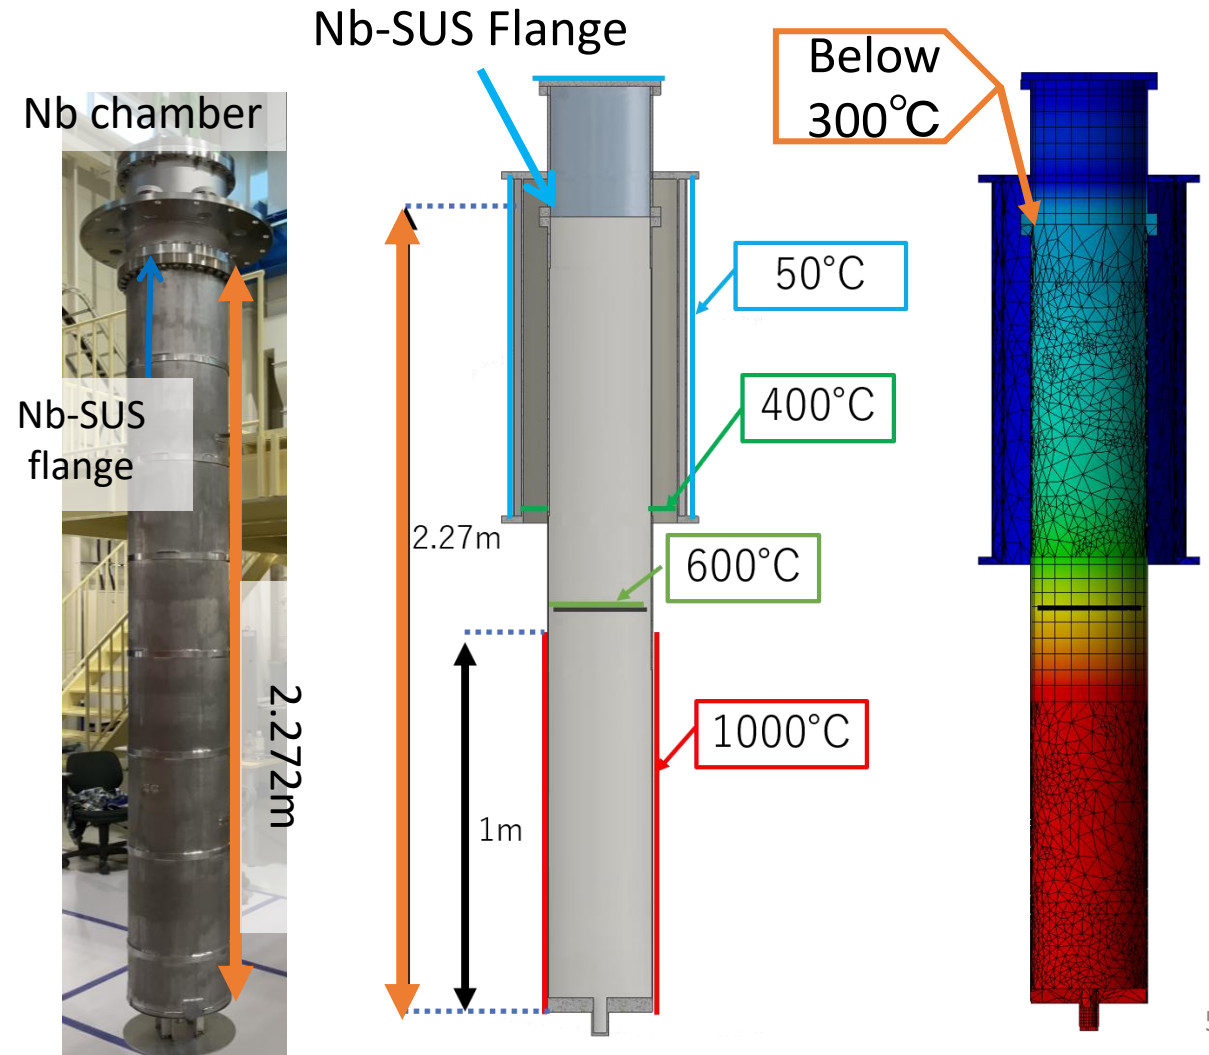 Nb-SUS Flange
Nb chamber
Nb-SUS
flange
2.272m
2.27m
1m
50°C
400°C
600°C
1000°C
Below
300℃